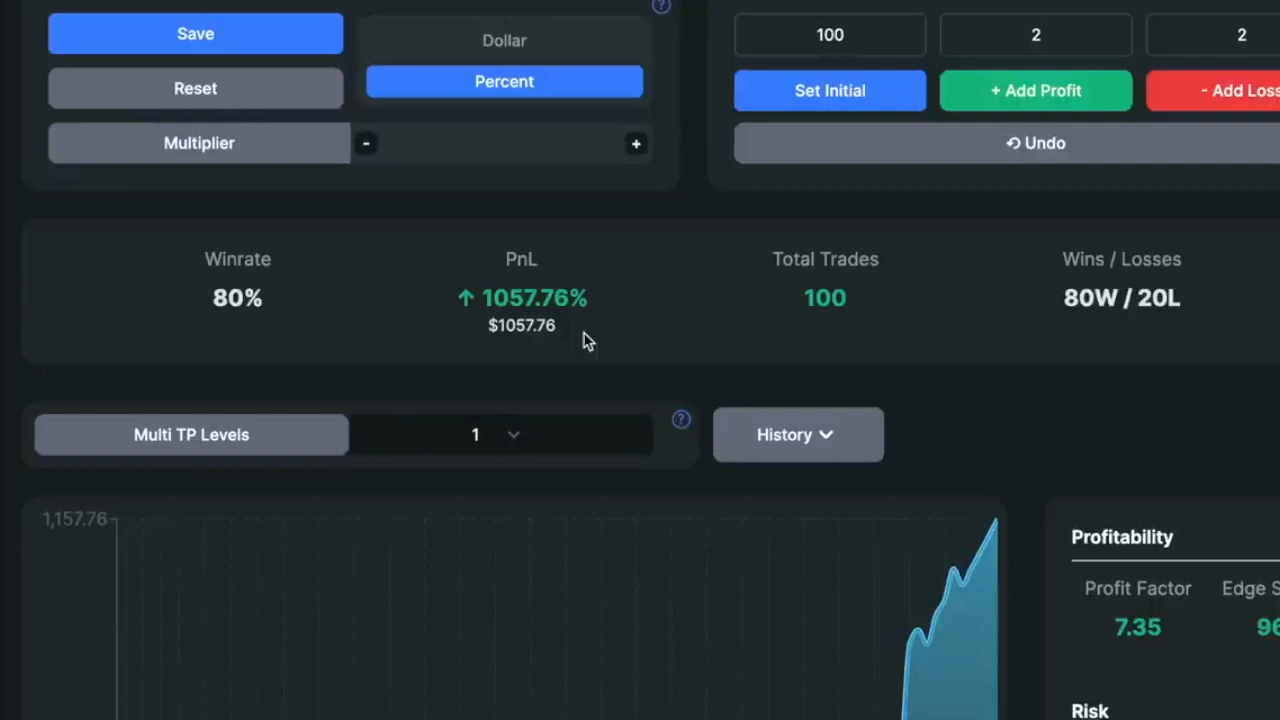 Save
Dollar
Percent
Reset
Multiplier
-
+
100
2
2
Set Initial
+ Add Profit
- Add Loss
Undo
Winrate
80%
PnL
↑ 1057.76%
$1057.76
Total Trades
100
Wins / Losses
80W / 20L
Multi TP Levels
1
?
History
1,157.76
Profitability
Profit Factor
7.35
Edge S
96
Risk